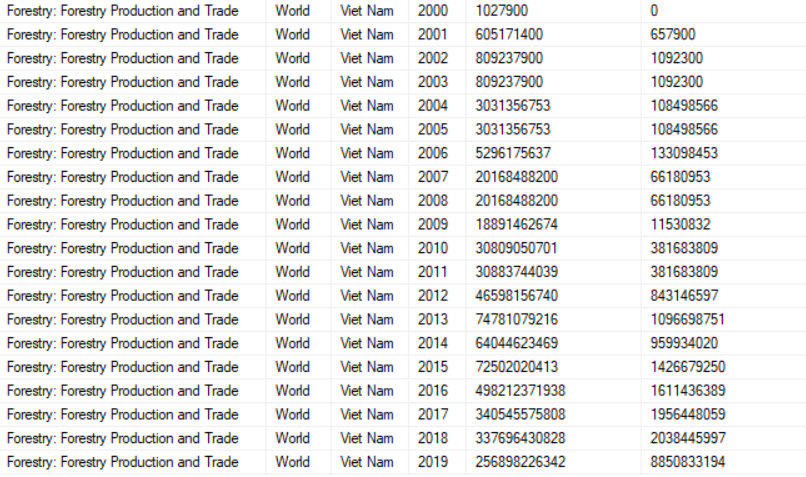 Forestry: Forestry Production and Trade World Viet Nam 2000 1027900 0
Forestry: Forestry Production and Trade World Viet Nam 2001 605171400 657900
Forestry: Forestry Production and Trade World Viet Nam 2002 809237900 1092300
Forestry: Forestry Production and Trade World Viet Nam 2003 809237900 1092300
Forestry: Forestry Production and Trade World Viet Nam 2004 3031356753 108498566
Forestry: Forestry Production and Trade World Viet Nam 2005 3031356753 108498566
Forestry: Forestry Production and Trade World Viet Nam 2006 5296175637 133098453
Forestry: Forestry Production and Trade World Viet Nam 2007 20168488200 66180953
Forestry: Forestry Production and Trade World Viet Nam 2008 20168488200 66180953
Forestry: Forestry Production and Trade World Viet Nam 2009 18891462674 11530832
Forestry: Forestry Production and Trade World Viet Nam 2010 30809050701 381683809
Forestry: Forestry Production and Trade World Viet Nam 2011 30883744039 381683809
Forestry: Forestry Production and Trade World Viet Nam 2012 46598156740 843146597
Forestry: Forestry Production and Trade World Viet Nam 2013 74781079216 1096698751
Forestry: Forestry Production and Trade World Viet Nam 2014 64044623469 959934020
Forestry: Forestry Production and Trade World Viet Nam 2015 72502020413 1426679250
Forestry: Forestry Production and Trade World Viet Nam 2016 498212371938 1611436389
Forestry: Forestry Production and Trade World Viet Nam 2017 340545575808 1956448059
Forestry: Forestry Production and Trade World Viet Nam 2018 337696430828 2038445997
Forestry: Forestry Production and Trade World Viet Nam 2019 256898226342 8850833194